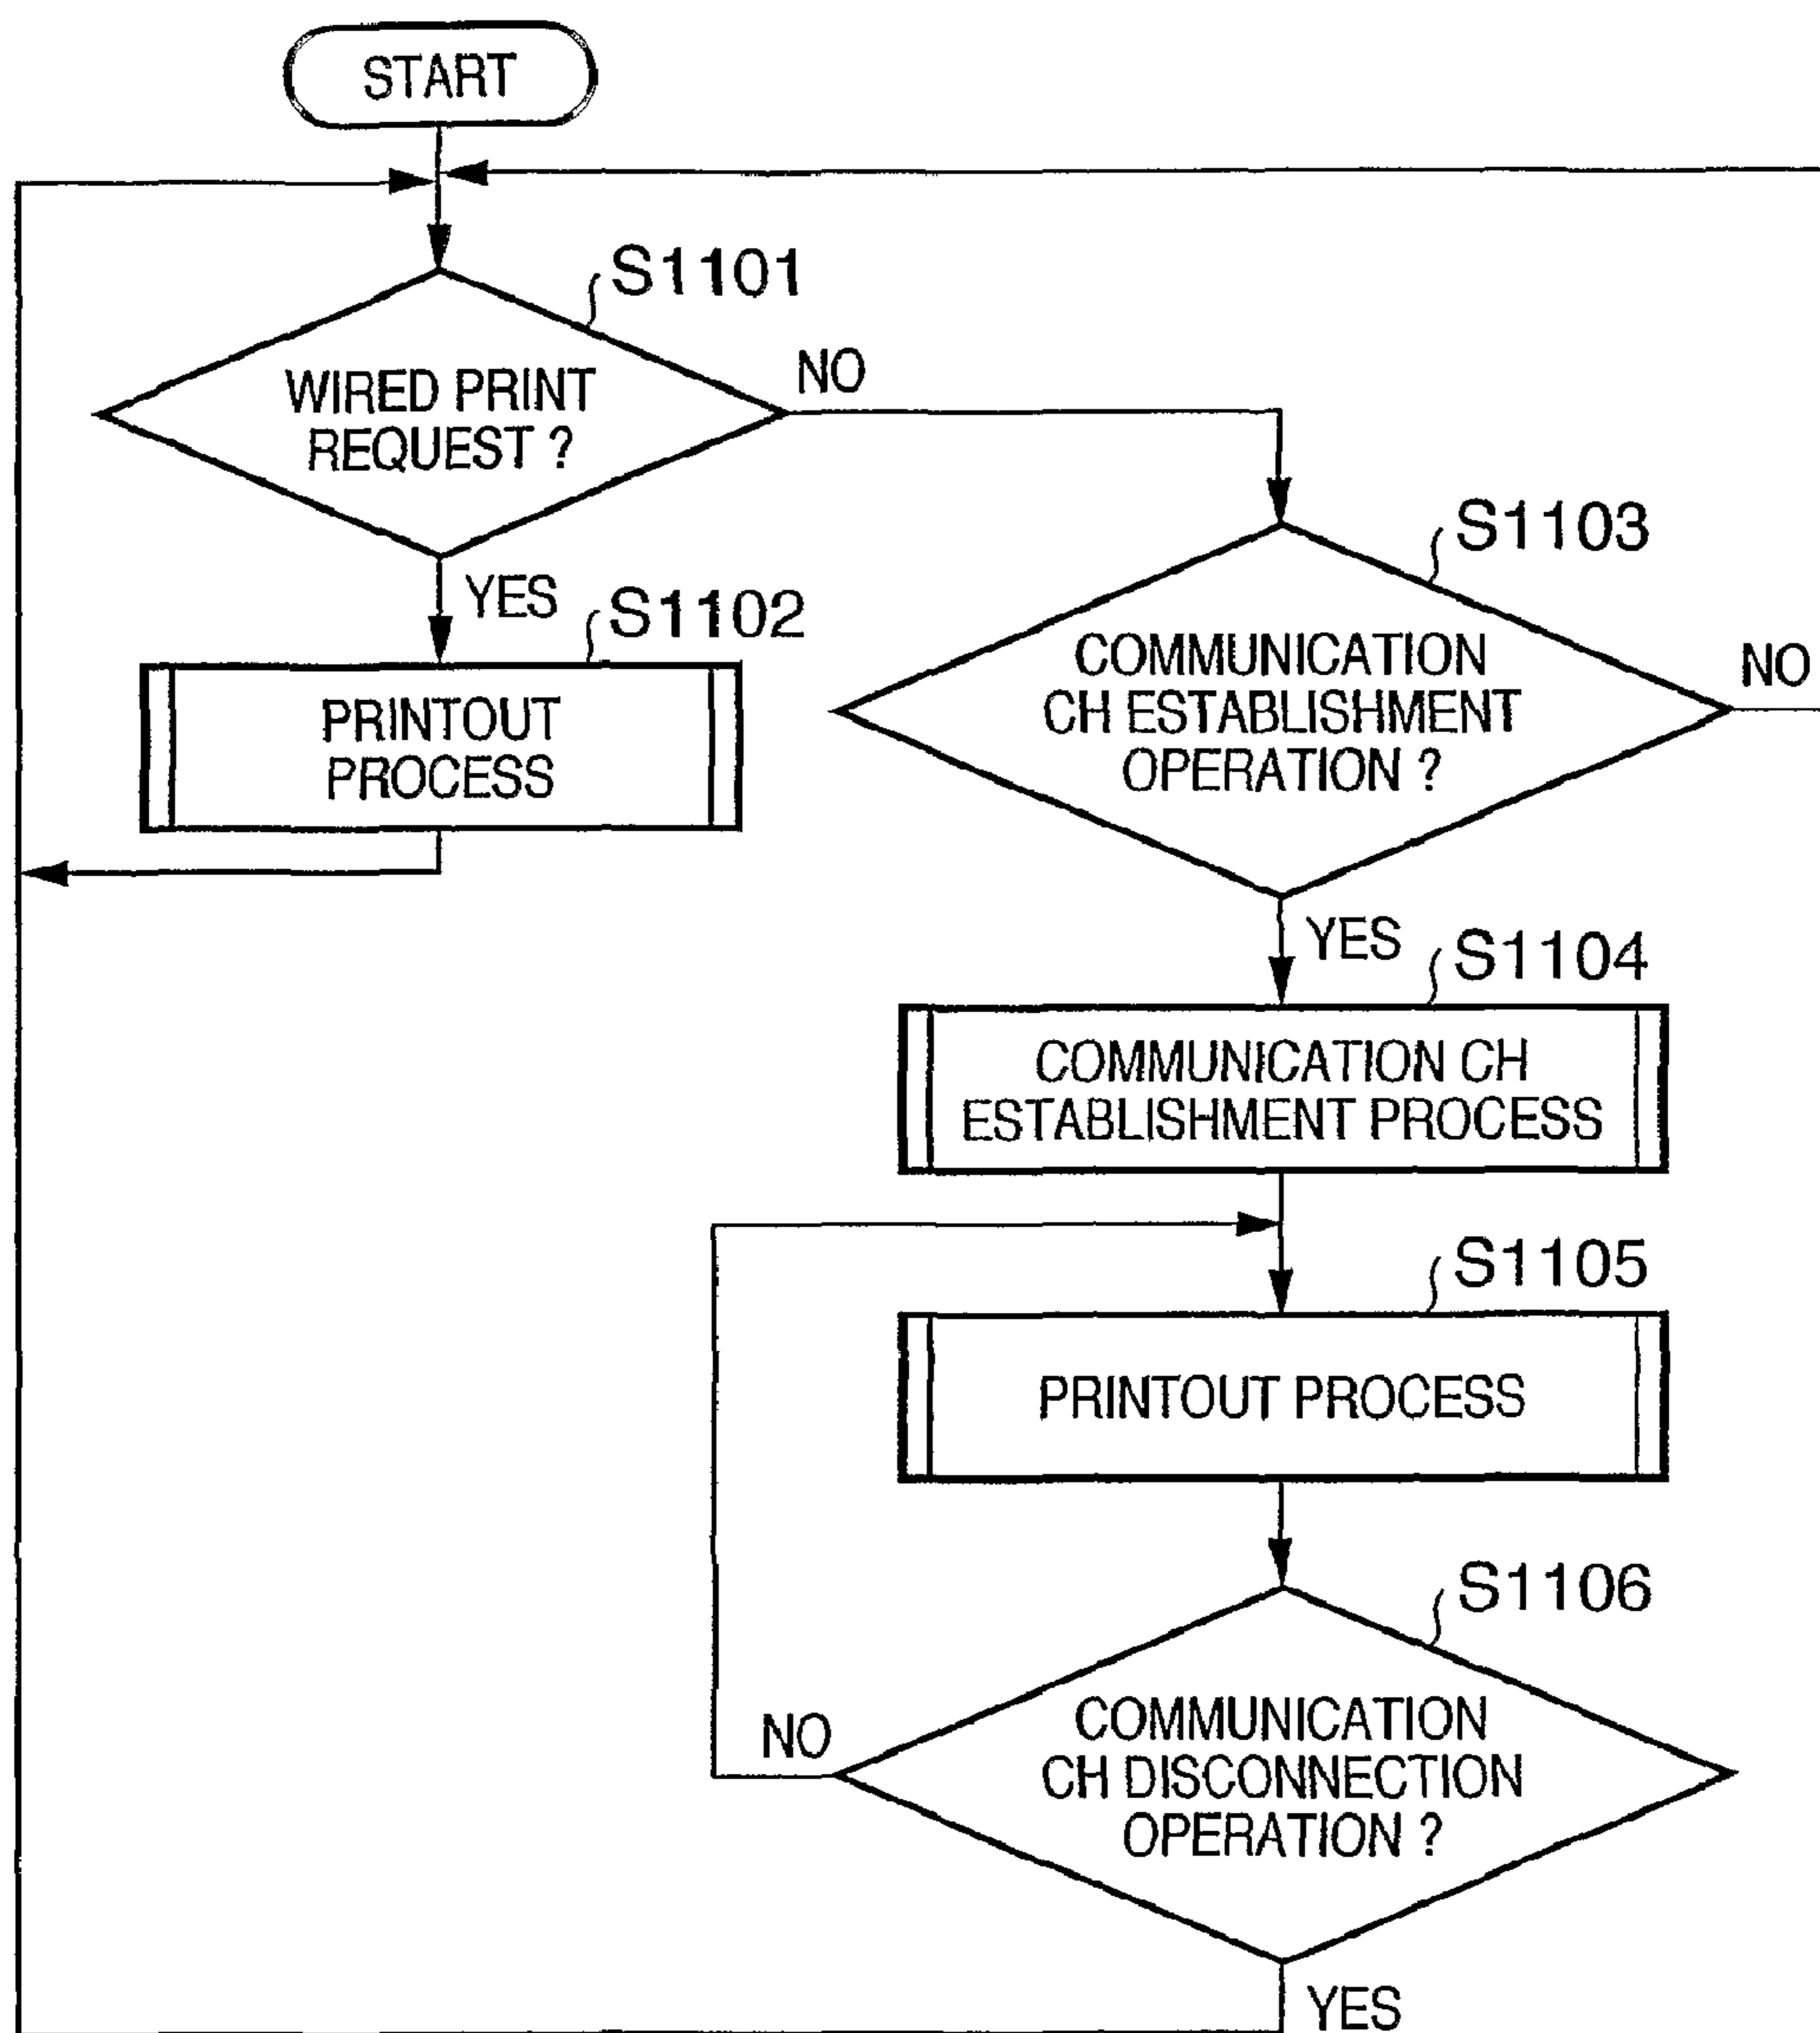 START
S1101
WIRED PRINT
REQUEST ?
NO
YES
S1102
PRINTOUT
PROCESS
S1103
COMMUNICATION
CH ESTABLISHMENT
OPERATION ?
NO
YES
S1104
COMMUNICATION CH
ESTABLISHMENT PROCESS
S1105
PRINTOUT PROCESS
S1106
COMMUNICATION
CH DISCONNECTION
OPERATION ?
NO
YES